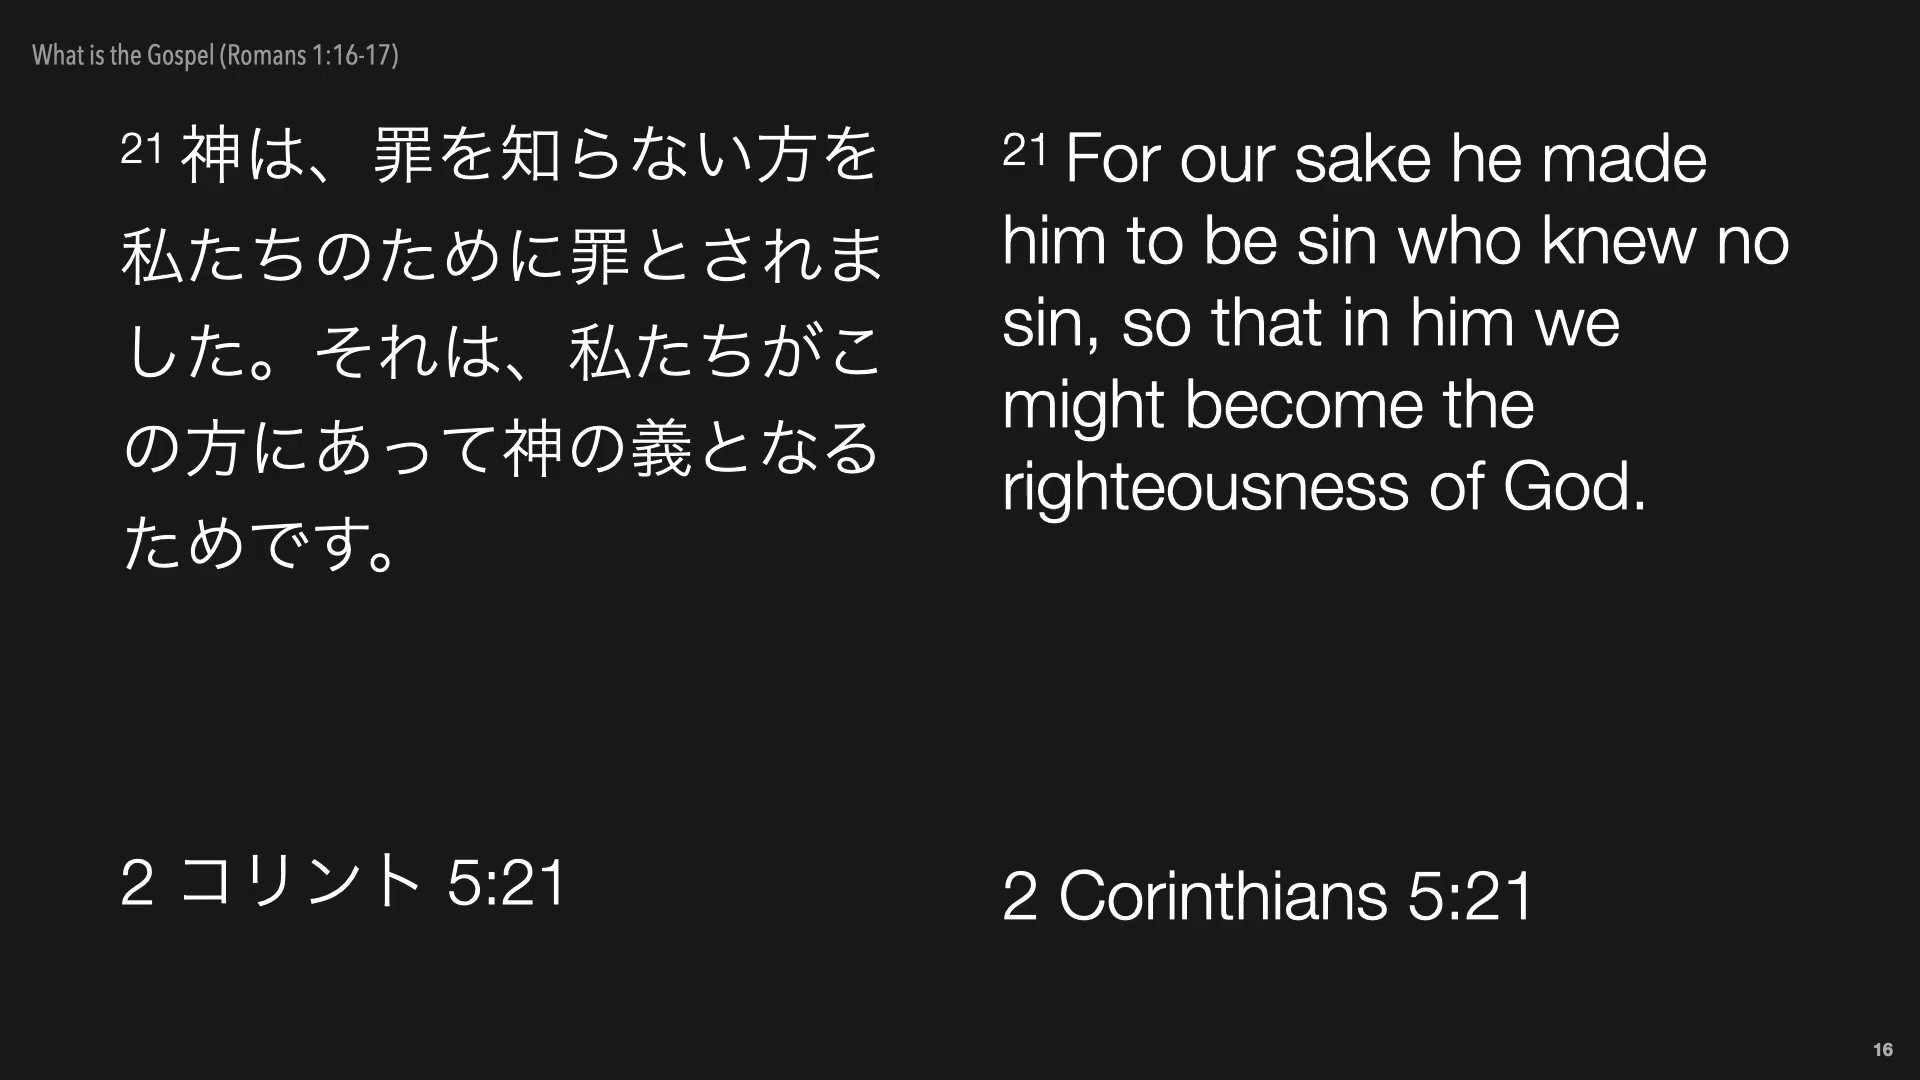 What is the Gospel (Romans 1:16-17)
21 神は、罪を知らない方を
私たちのために罪とされま
した。それは、私たちがこ
の方にあって神の義となる
ためです。
2 コリント 5:21
21 For our sake he made
him to be sin who knew no
sin, so that in him we
might become the
righteousness of God.
2 Corinthians 5:21
16